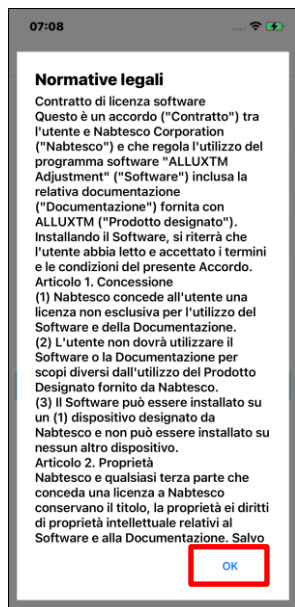 07:08
Normative legali
Contratto di licenza software
Questo è un accordo ("Contratto") tra
l'utente e Nabtesco Corporation
("Nabtesco") e che regola l'utilizzo del
programma software "ALLUXTM
Adjustment" ("Software") inclusa la
relativa documentazione
("Documentazione") fornita con
ALLUXTM ("Prodotto designato").
Installando il Software, si riterrà che
l'utente abbia letto e accettato i termini
e le condizioni del presente Accordo.
Articolo 1. Concessione
(1) Nabtesco concede all'utente una
licenza non esclusiva per l'utilizzo del
Software e della Documentazione.
(2) L'utente non dovrà utilizzare il
Software o la Documentazione per
scopi diversi dall'utilizzo del Prodotto
Designato fornito da Nabtesco.
(3) Il Software può essere installato su
un (1) dispositivo designato da
Nabtesco e non può essere installato su
nessun altro dispositivo.
Articolo 2. Proprietà
Nabtesco e qualsiasi terza parte che
conceda una licenza a Nabtesco
conservano il titolo, la proprietà ei diritti
di proprietà intellettuale relativi al
Software e alla Documentazione. Salvo
OK